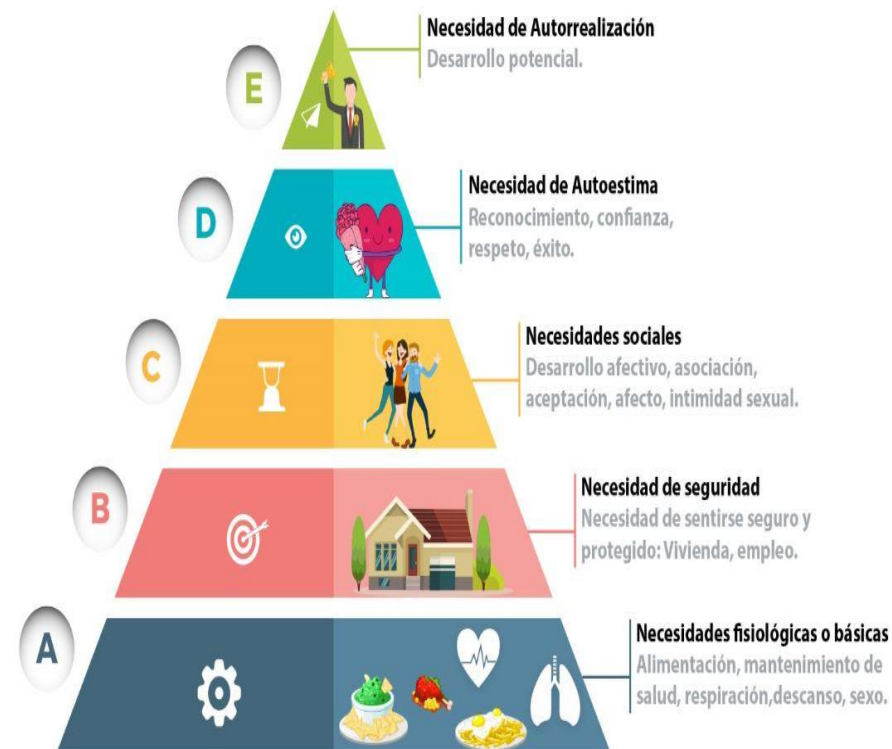 E
Necesidad de Autorrealización
Desarrollo potencial.
D
Necesidad de Autoestima
Reconocimiento, confianza,
respeto, éxito.
C
Necesidades sociales
Desarrollo afectivo, asociación,
aceptación, afecto, intimidad sexual.
B
Necesidad de seguridad
Necesidad de sentirse seguro y
protegido: Vivienda, empleo.
A
Necesidades fisiológicas o básicas
Alimentación, mantenimiento de
salud, respiración,descanso, sexo.